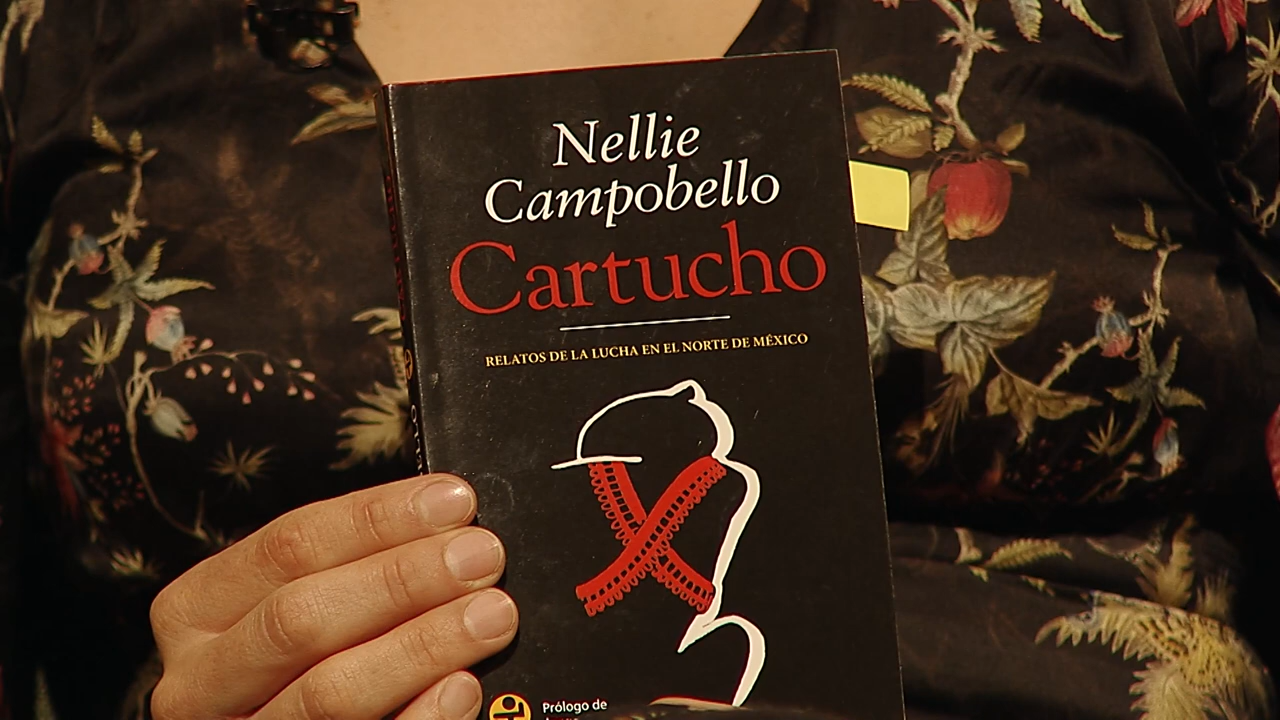 Nellie
Campobello
Cartucho
RELATOS DE LA LUCHA EN EL NORTE DE MÉXICO
Prólogo de